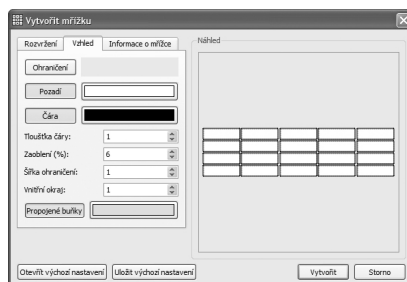 Vytvořit mřížku
Rozvržení Vzhled Informace o mřížce
Ohraničení
Pozadí
Čára
Tloušťka čáry: 1
Zaoblení (%): 6
Šířka ohraničení: 1
Vnitřní okraj: 1
Propojené buňky
Náhled
Otevřít výchozí nastavení Uložit výchozí nastavení Vytvořit Storno